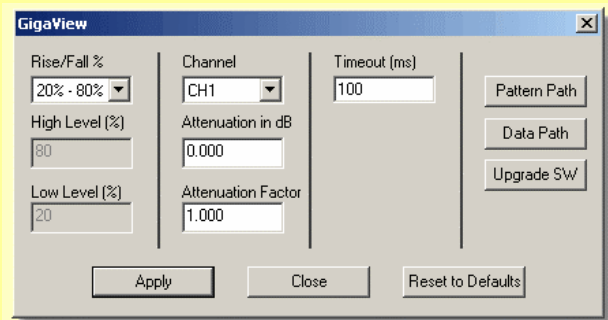 GigaView
Rise/Fall %
20% - 80%
High Level (%)
80
Low Level (%)
20
Channel
CH1
Attenuation in dB
0.000
Attenuation Factor
1.000
Timeout (ms)
100
Pattern Path
Data Path
Upgrade SW
Apply
Close
Reset to Defaults